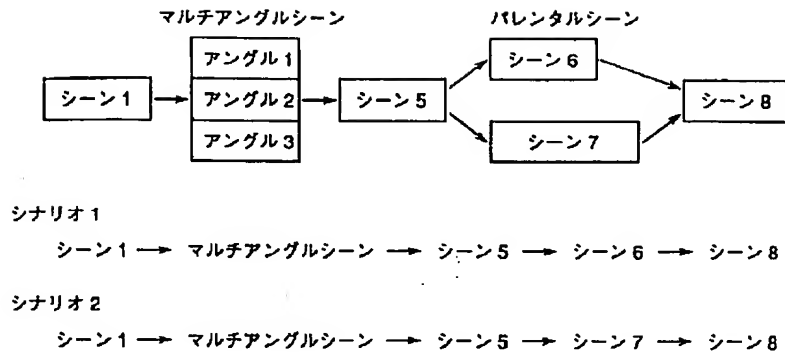 マルチアングルシーン
パレンタルシーン
アングル1
シーン6
シーン1
アングル2
シーン5
シーン8
アングル3
シーン7
シナリオ1
シーン1 → マルチアングルシーン → シーン5 → シーン6 → シーン8
シナリオ2
シーン1 → マルチアングルシーン → シーン5 → シーン7 → シーン8